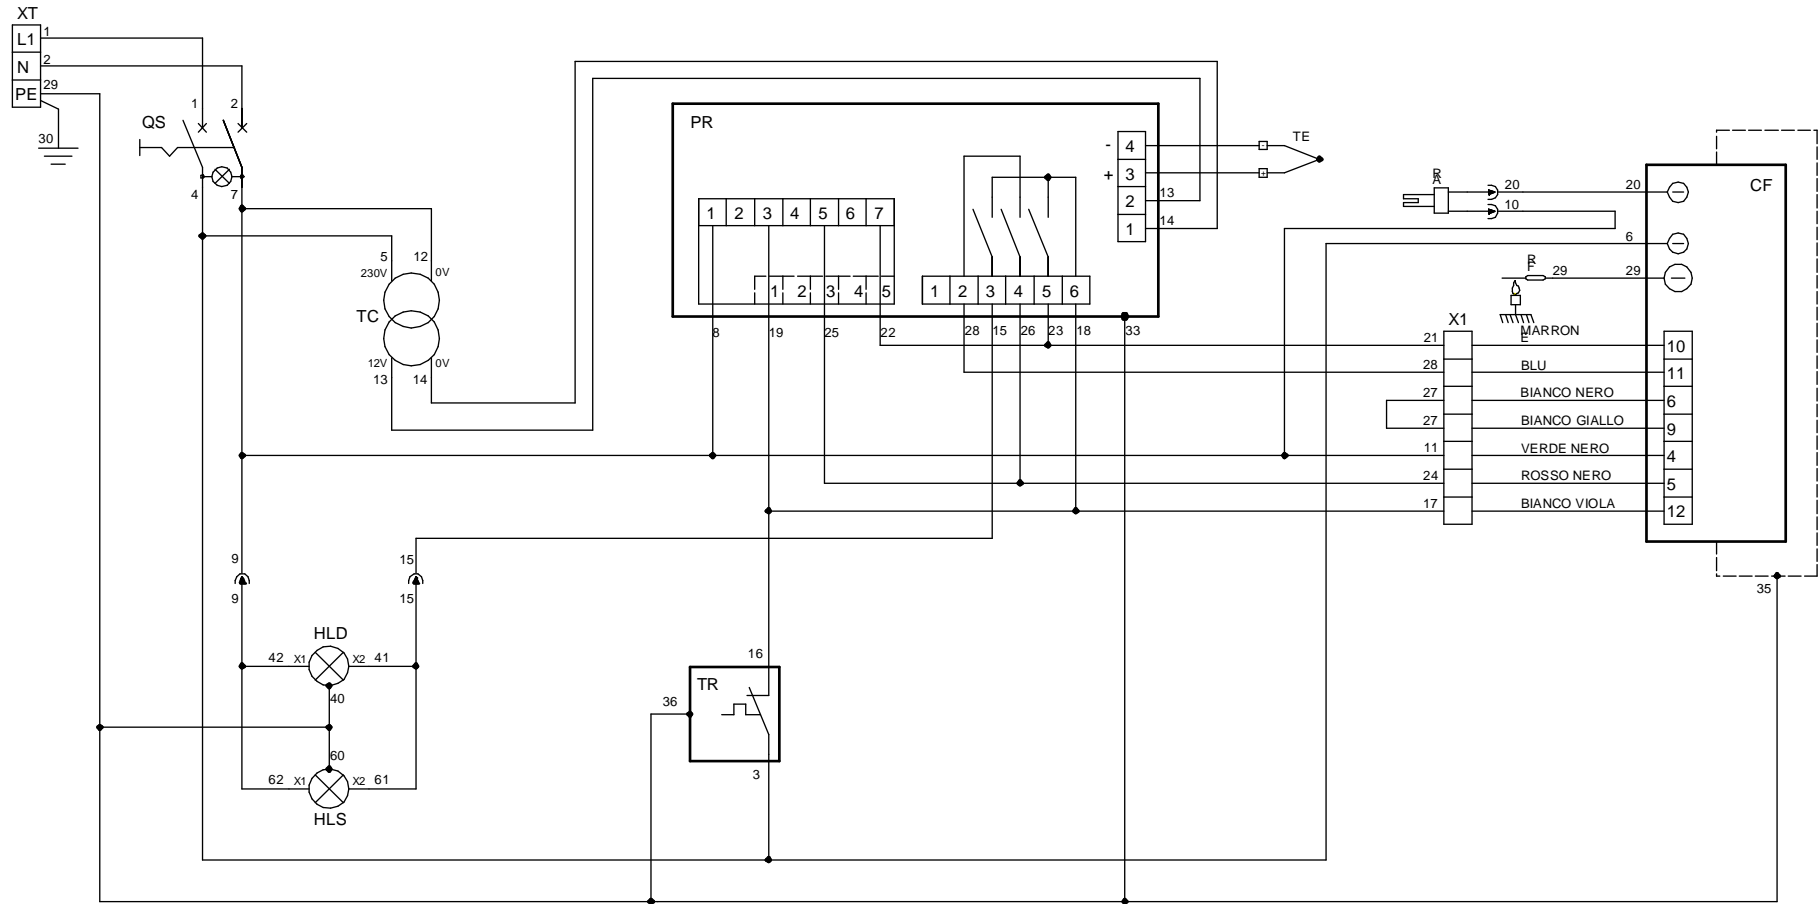 XT
L1 1
N 2
PE 29
30
QS
1 2
4 7
5 12
230V 0V
TC
12V 0V
13 14
PR
1 2 3 4 5 6 7
1 2 3 4 5
8 19 25 22
1 2 3 4 5 6
28 15 26 23 18 33
- 4
+ 3
2 13
1 14
TE
- 
+
RA
20 20
10
6
RF
29 29
CF
X1
21 MARRONE 10
28 BLU 11
27 BIANCO NERO 6
27 BIANCO GIALLO 9
11 VERDE NERO 4
24 ROSSO NERO 5
17 BIANCO VIOLA 12
35
9 15
9 15
HLD
42 X1 X2 41
40
60
62 X1 X2 61
HLS
16
TR
36
3